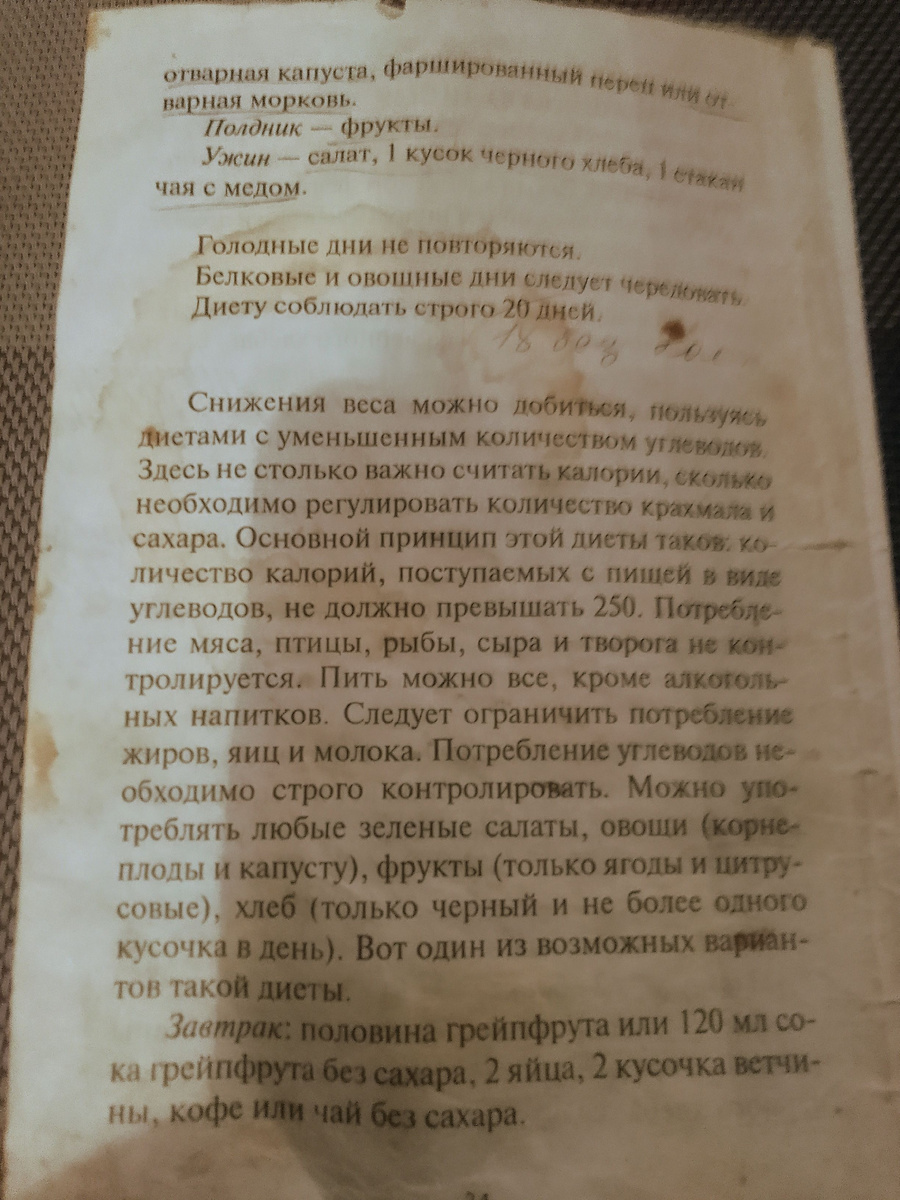 отварная капуста, фаршированный перец или от-
варная морковь.
Полдник — фрукты.
Ужин — салат, 1 кусок черного хлеба, 1 стакан
чая с медом.
Голодные дни не повторяются.
Белковые и овощные дни следует чередовать.
Диету соблюдать строго 20 дней.
18
Снижения веса можно добиться, пользуясь
диетами с уменьшенным количеством углеводов.
Здесь не столько важно считать калории, сколько
необходимо регулировать количество крахмала и
сахара. Основной принцип этой диеты таков: ко-
личество калорий, поступаемых с пищей в виде
углеводов, не должно превышать 250. Потребле-
ние мяса, птицы, рыбы, сыра и творога не кон-
тролируется. Пить можно все, кроме алкоголь-
ных напитков. Следует ограничить потребление
жиров, яиц и молока. Потребление углеводов не-
обходимо строго контролировать. Можно упо-
треблять любые зеленые салаты, овощи (корне-
плоды и капусту), фрукты (только ягоды и цитру-
совые), хлеб (только черный и не более одного
кусочка в день). Вот один из возможных вариан-
тов такой диеты.
Завтрак: половина грейпфрута или 120 мл со-
ка грейпфрута без сахара, 2 яйца, 2 кусочка ветчи-
ны, кофе или чай без сахара.